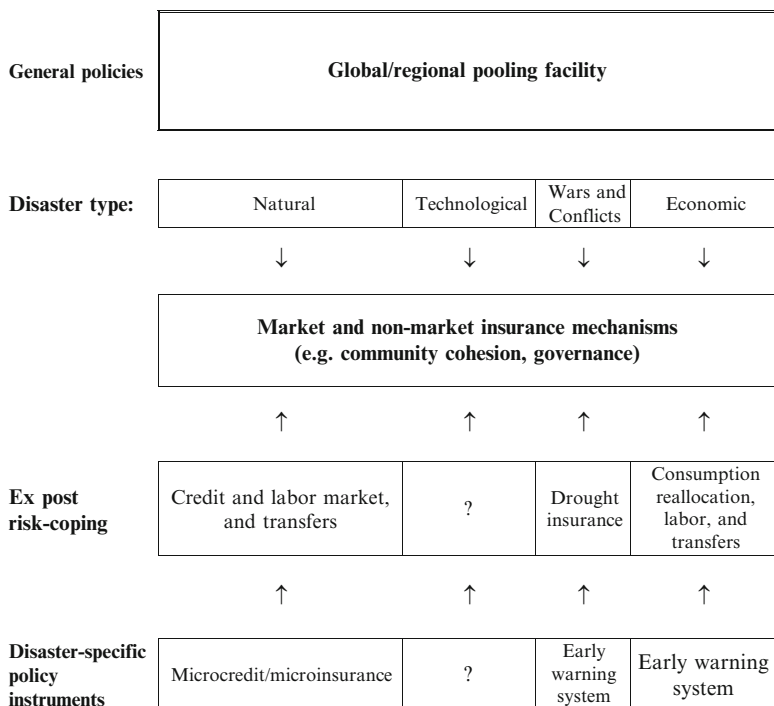 General policies
Global/regional pooling facility
Disaster type:
Natural
Technological
Wars and
Conflicts
Economic
↓ ↓ ↓ ↓
Market and non-market insurance mechanisms
(e.g. community cohesion, governance)
↑ ↑ ↑ ↑
Ex post
risk-coping
Credit and labor market,
and transfers
?
Drought
insurance
Consumption
reallocation,
labor, and
transfers
↑ ↑ ↑ ↑
Disaster-specific
policy
instruments
Microcredit/microinsurance
?
Early
warning
system
Early warning
system